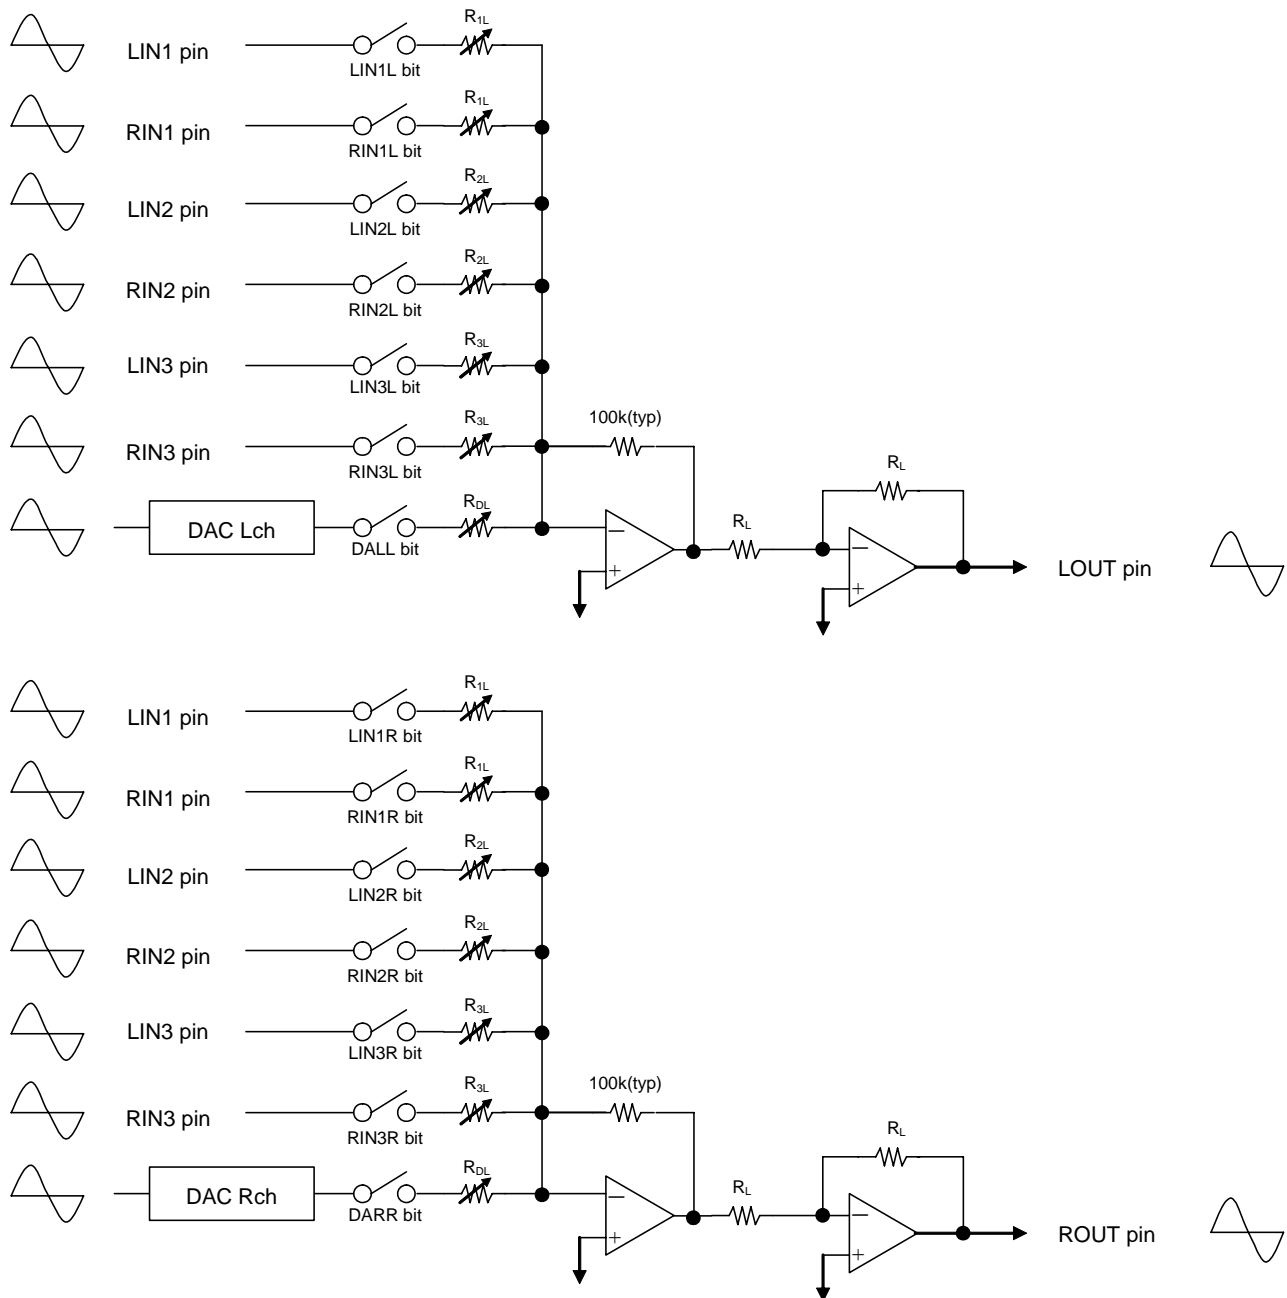 R1L
LIN1 pin
LIN1L bit
R1L
RIN1 pin
RIN1L bit
R2L
LIN2 pin
LIN2L bit
R2L
RIN2 pin
RIN2L bit
R3L
LIN3 pin
LIN3L bit
R3L
100k(typ)
RIN3 pin
RIN3L bit
RL
RDL
DAC Lch
RL
DALL bit
− + − +
LOUT pin
R1L
LIN1 pin
LIN1R bit
R1L
RIN1 pin
RIN1R bit
R2L
LIN2 pin
LIN2R bit
R2L
RIN2 pin
RIN2R bit
R3L
LIN3 pin
LIN3R bit
R3L
100k(typ)
RIN3 pin
RIN3R bit
RL
RDL
DAC Rch
RL
DARR bit
− + − +
ROUT pin